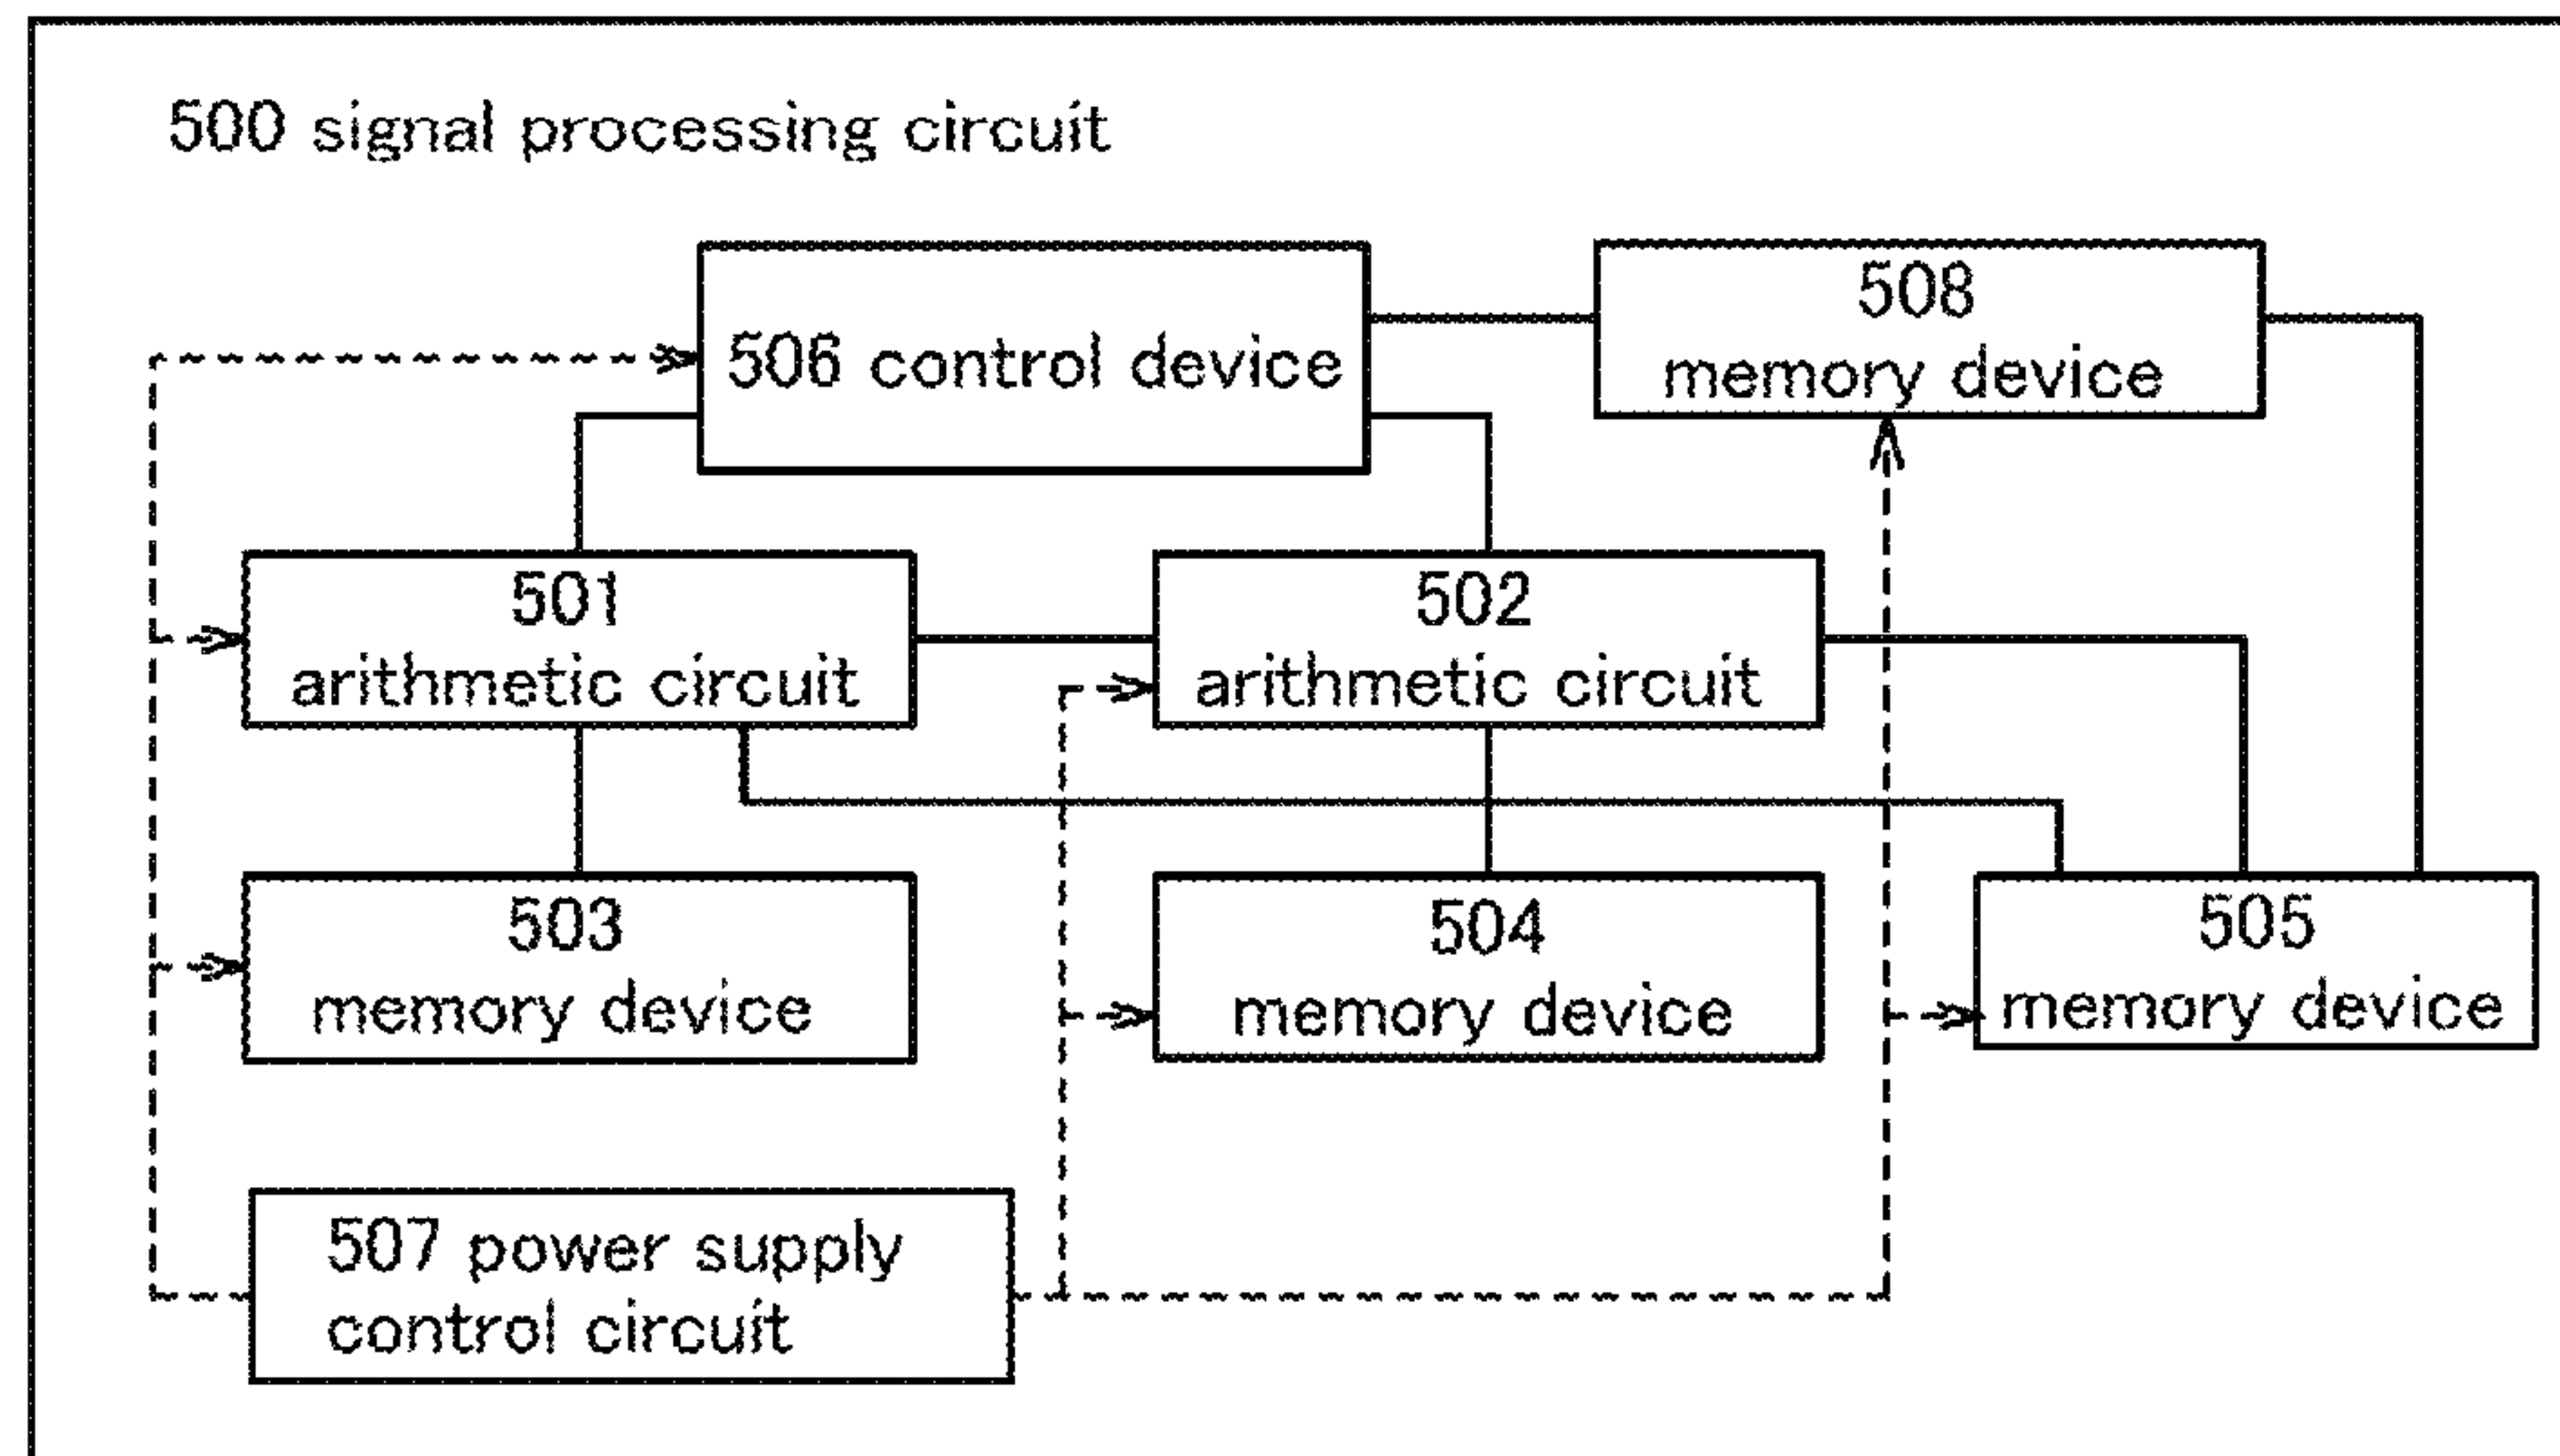 500 signal processing circuit
506 control device
508
memory device
501
arithmetic circuit
502
arithmetic circuit
503
memory device
504
memory device
505
memory device
507 power supply
control circuit